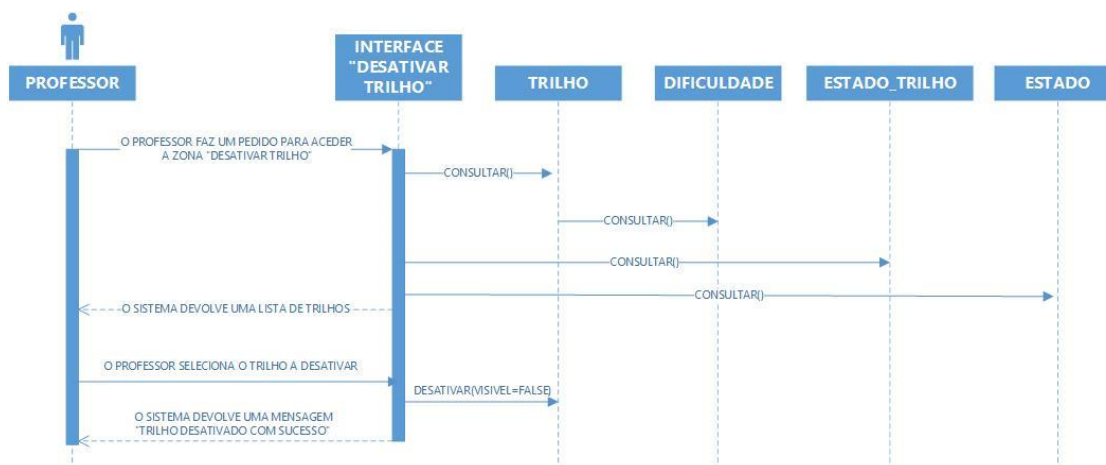 PROFESSOR
INTERFACE
"DESATIVAR
TRILHO"
TRILHO
DIFICULDADE
ESTADO_TRILHO
ESTADO
O PROFESSOR FAZ UM PEDIDO PARA ACEDER
A ZONA "DESATIVAR TRILHO"
CONSULTAR()
CONSULTAR()
CONSULTAR()
CONSULTAR()
O SISTEMA DEVOLVE UMA LISTA DE TRILHOS
O PROFESSOR SELECIONA O TRILHO A DESATIVAR
DESATIVAR(VISIVEL=FALSE)
O SISTEMA DEVOLVE UMA MENSAGEM
"TRILHO DESATIVADO COM SUCESSO"